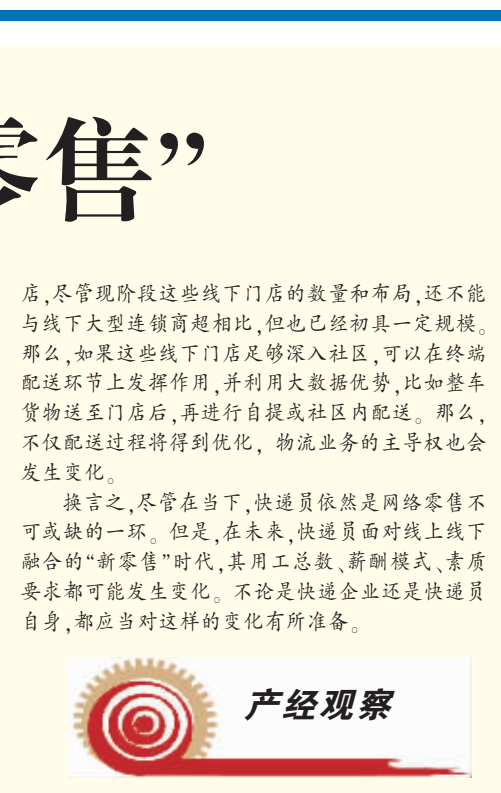 零售”
店，尽管现阶段这些线下门店的数量和布局，还不能
与线下大型连锁商超相比，但也已经初具一定规模。
那么，如果这些线下门店足够深入社区，可以在终端
配送环节上发挥作用，并利用大数据优势，比如整车
货物送至门店后，再进行自提或社区内配送。那么，
不仅配送过程将得到优化，物流业务的主导权也会
发生变化。
换言之，尽管在当下，快递员依然是网络零售不
可或缺的一环。但是，在未来，快递员面对线上线下
融合的“新零售”时代，其用工总数、薪酬模式、素质
要求都可能发生变化。不论是快递企业还是快递员
自身，都应当对这样的变化有所准备。
产经观察